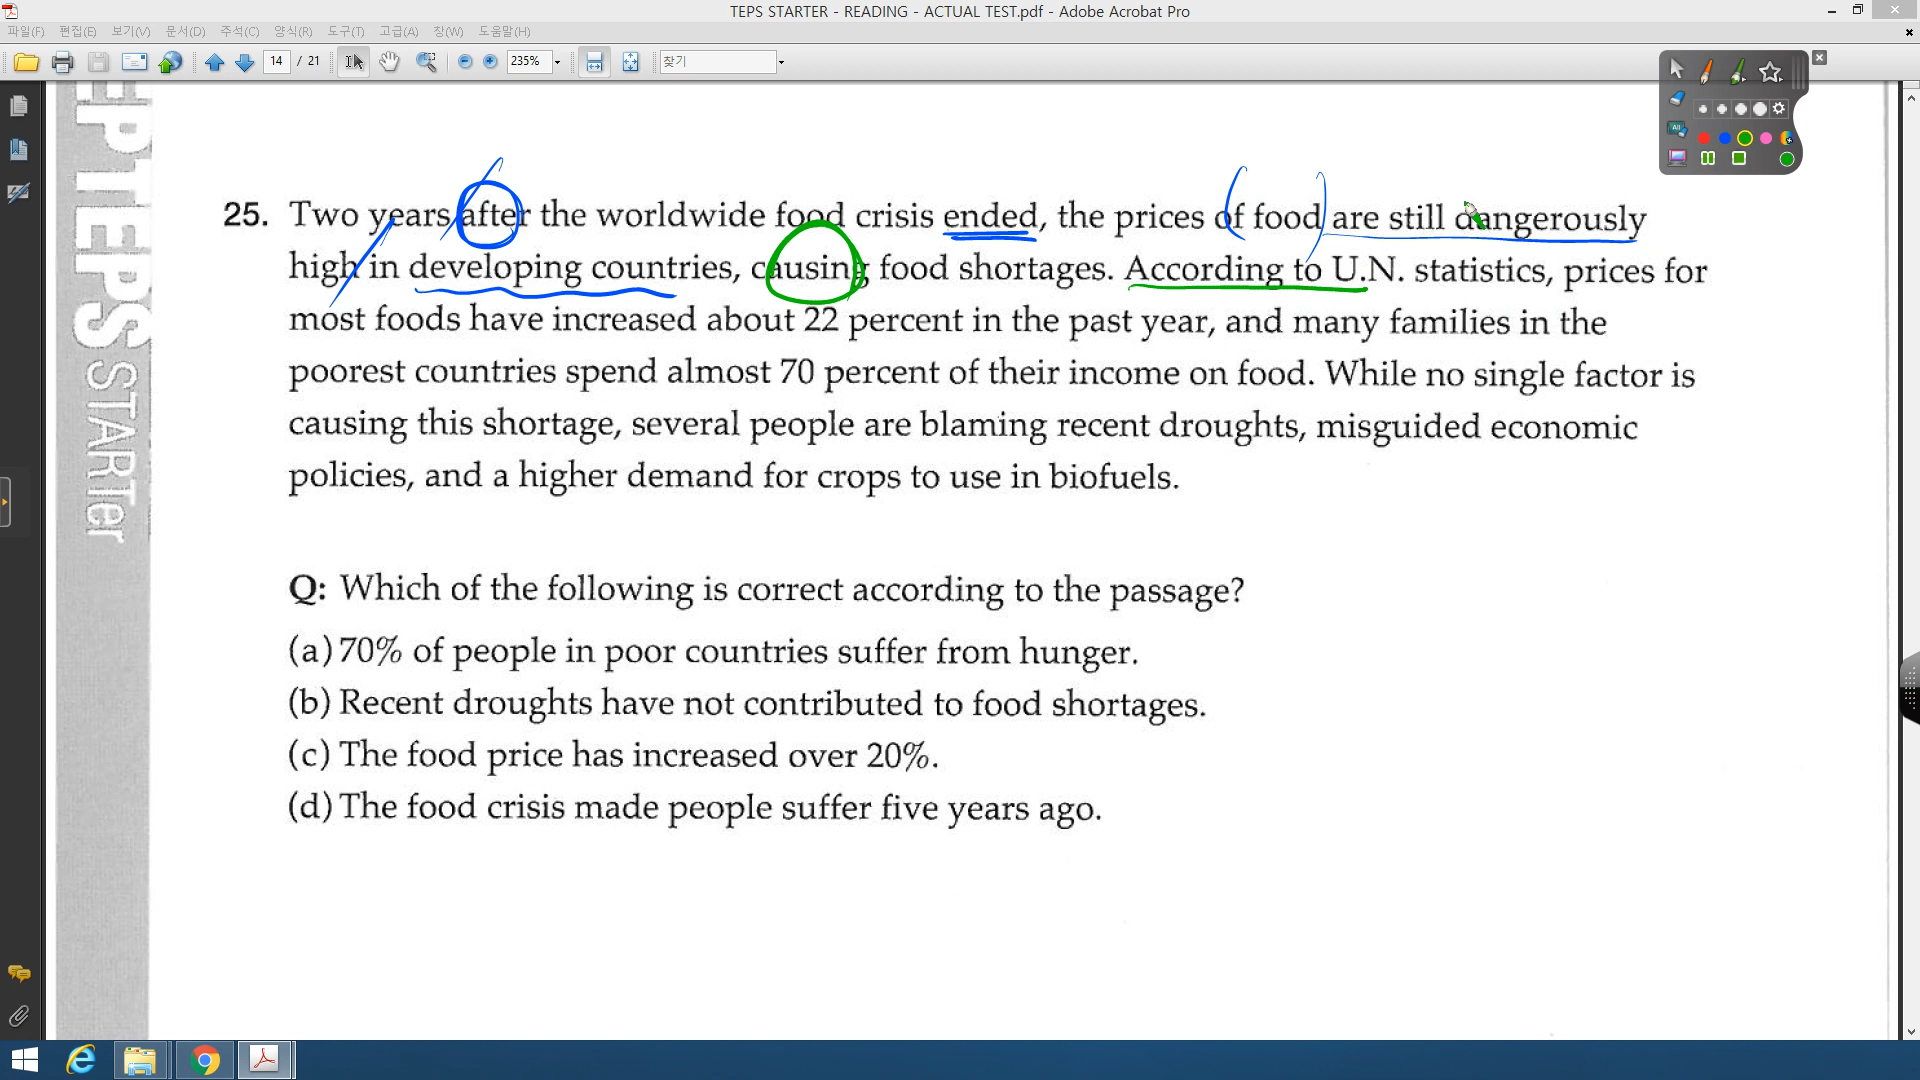 TEPS STARTER - READING - ACTUAL TEST.pdf - Adobe Acrobat Pro
파일(F) 편집(E) 보기(V) 문서(D) 주석(C) 양식(R) 도구(T) 고급(A) 창(W) 도움말(H)
14 / 21 235% 찾기
All
EPTEPS STARTer
25. Two years after the worldwide food crisis ended, the prices of food are still dangerously
high in developing countries, causing food shortages. According to U.N. statistics, prices for
most foods have increased about 22 percent in the past year, and many families in the
poorest countries spend almost 70 percent of their income on food. While no single factor is
causing this shortage, several people are blaming recent droughts, misguided economic
policies, and a higher demand for crops to use in biofuels.
Q: Which of the following is correct according to the passage?
(a) 70% of people in poor countries suffer from hunger.
(b) Recent droughts have not contributed to food shortages.
(c) The food price has increased over 20%.
(d) The food crisis made people suffer five years ago.